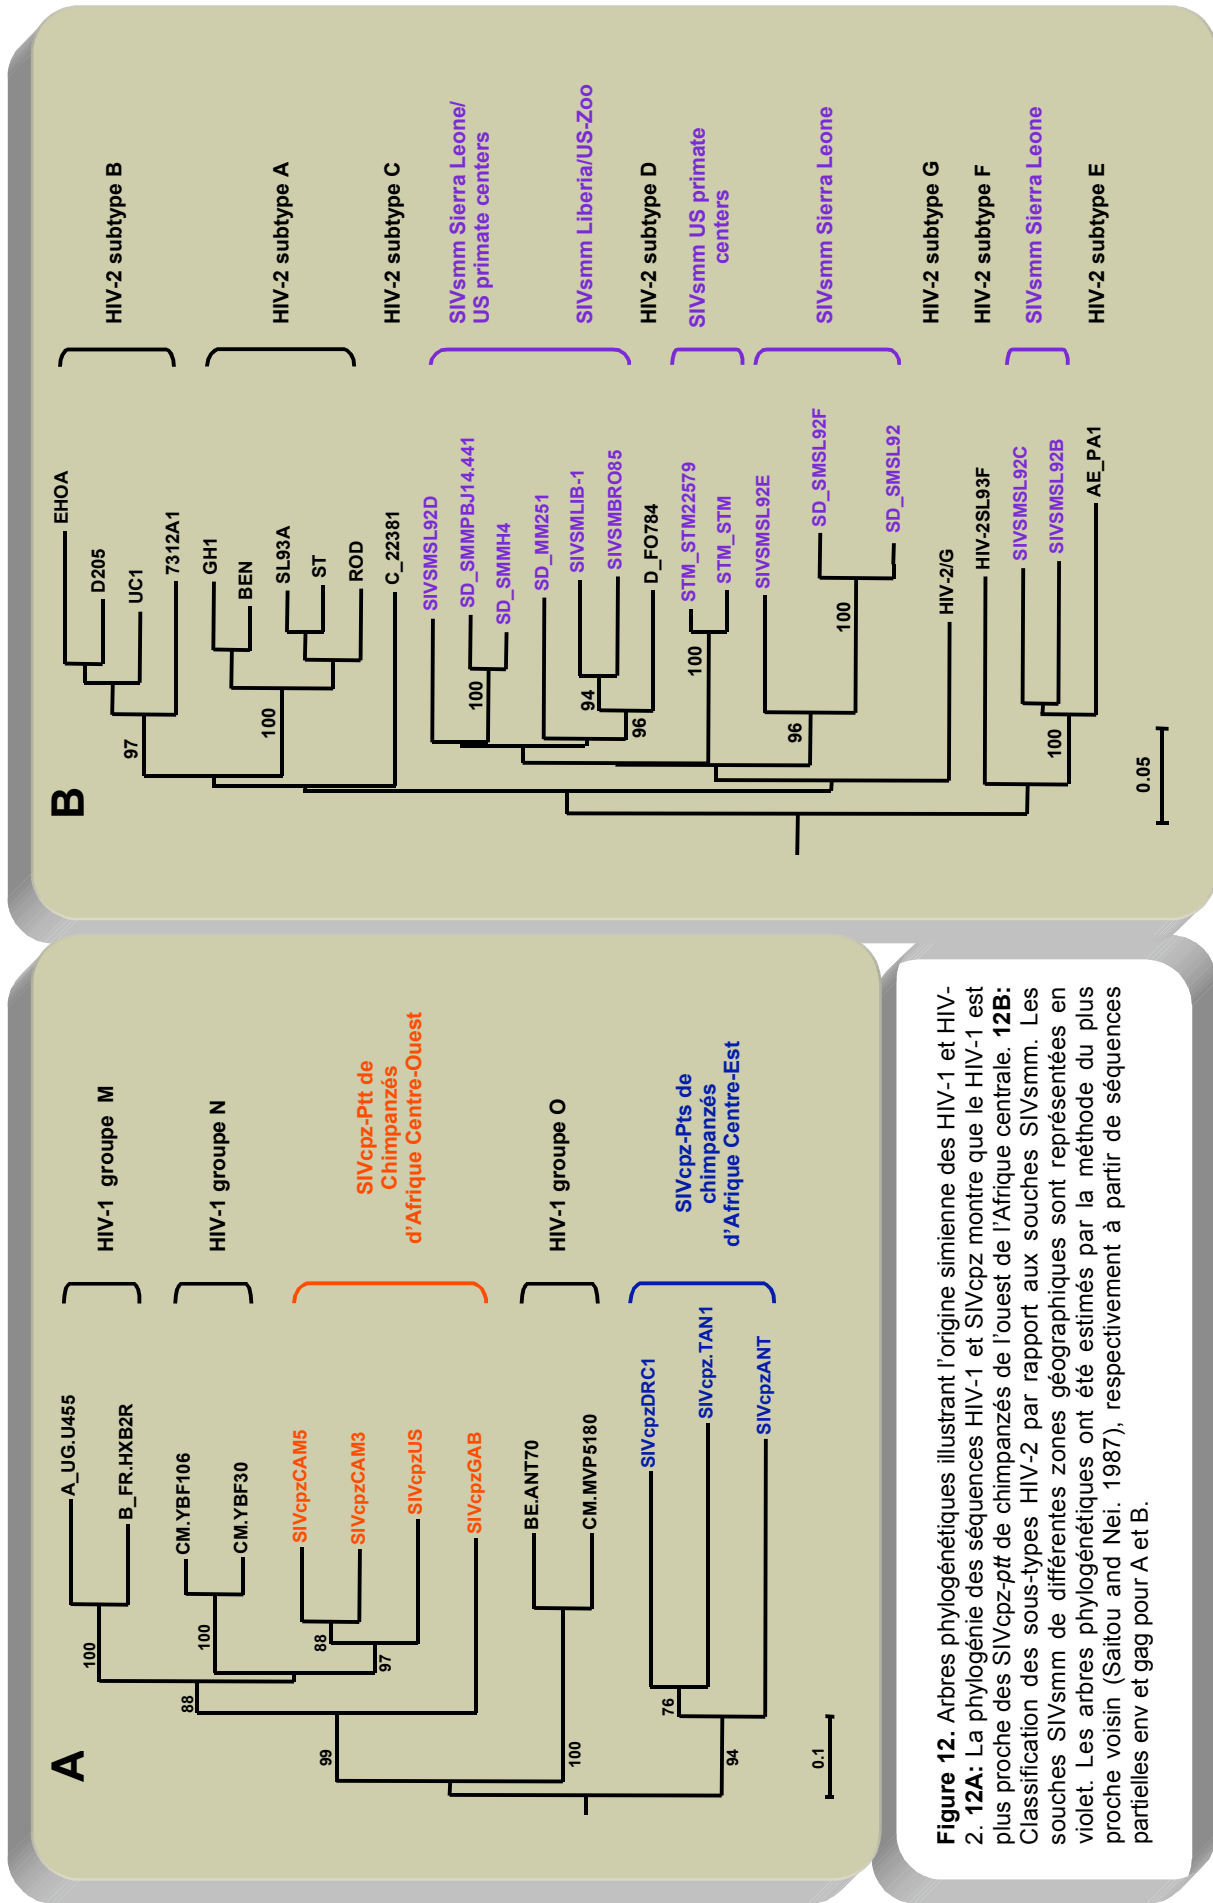 A
A_UG.U455
B_FR.HXB2R
CM.YBF106
CM.YBF30
SIVcpzCAM5
SIVcpzCAM3
SIVcpzUS
SIVcpzGAB
BE.ANT70
CM.MVP5180
SIVcpzDRC1
SIVcpz.TAN1
SIVcpzANT
100
88
100
88
97
99
100
76
94
0.1
HIV-1 groupe M
HIV-1 groupe N
SIVcpz-Ptt de
Chimpanzés
d'Afrique Centre-Ouest
HIV-1 groupe O
SIVcpz-Pts de
chimpanzés
d'Afrique Centre-Est
B
EHOA
D205
UC1
7312A1
GH1
BEN
SL93A
ST
ROD
C_22381
SIVSMSL92D
SD_SMMPBJ14.441
SD_SMMH4
SD_MM251
SIVSMLIB-1
SIVSMBRO85
D_FO784
STM_STM22579
STM_STM
SIVSMSL92E
SD_SMSL92F
SD_SMSL92
HIV-2/G
HIV-2SL93F
SIVSMSL92C
SIVSMSL92B
AE_PA1
97
100
100
94
96
100
96
100
100
0.05
HIV-2 subtype B
HIV-2 subtype A
HIV-2 subtype C
SIVsmm Sierra Leone/
US primate centers
SIVsmm Liberia/US-Zoo
HIV-2 subtype D
SIVsmm US primate
centers
SIVsmm Sierra Leone
HIV-2 subtype G
HIV-2 subtype F
SIVsmm Sierra Leone
HIV-2 subtype E
Figure 12. Arbres phylogénétiques illustrant l'origine simienne des HIV-1 et HIV-
2. 12A: La phylogénie des séquences HIV-1 et SIVcpz montre que le HIV-1 est
plus proche des SIVcpz-ptt de chimpanzés de l'ouest de l'Afrique centrale. 12B:
Classification des sous-types HIV-2 par rapport aux souches SIVsmm. Les
souches SIVsmm de différentes zones géographiques sont représentées en
violet. Les arbres phylogénétiques ont été estimés par la méthode du plus
proche voisin (Saitou and Nei. 1987), respectivement à partir de séquences
partielles env et gag pour A et B.